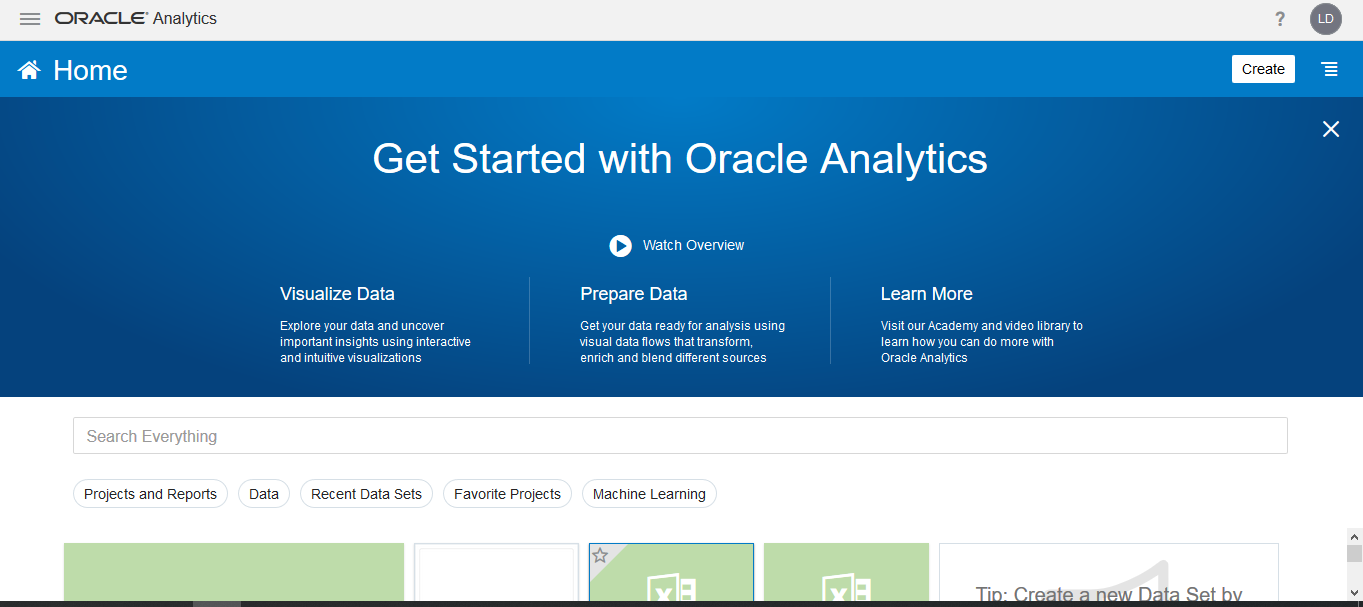 ORACLE Analytics
? LD
Home
Create
Get Started with Oracle Analytics
Watch Overview
Visualize Data
Explore your data and uncover
important insights using interactive
and intuitive visualizations
Prepare Data
Get your data ready for analysis using
visual data flows that transform,
enrich and blend different sources
Learn More
Visit our Academy and video library to
learn how you can do more with
Oracle Analytics
Search Everything
Projects and Reports Data Recent Data Sets Favorite Projects Machine Learning
X X
Tip: Create a new Data Set by